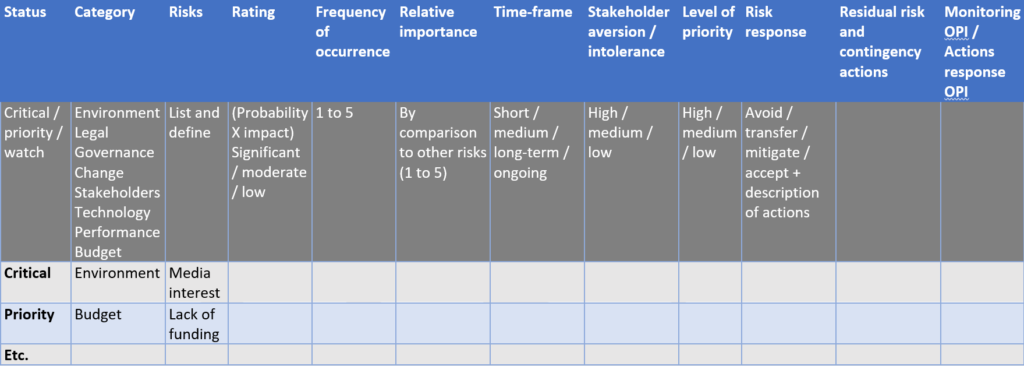 Status
Category
Risks
Rating
Frequency
of
occurrence
Relative
importance
Time-frame
Stakeholder
aversion /
intolerance
Level of
priority
Risk
response
Residual risk
and
contingency
actions
Monitoring
OPI /
Actions
response
OPI
Critical /
priority /
watch
Environment
Legal
Governance
Change
Stakeholders
Technology
Performance
Budget
List and
define
(Probability
X impact)
Significant
/ moderate
/ low
1 to 5
By
comparison
to other risks
(1 to 5)
Short /
medium /
long-term /
ongoing
High /
medium /
low
High /
medium
/ low
Avoid /
transfer /
mitigate /
accept +
description
of actions
Critical
Environment
Media
interest
Priority
Budget
Lack of
funding
Etc.